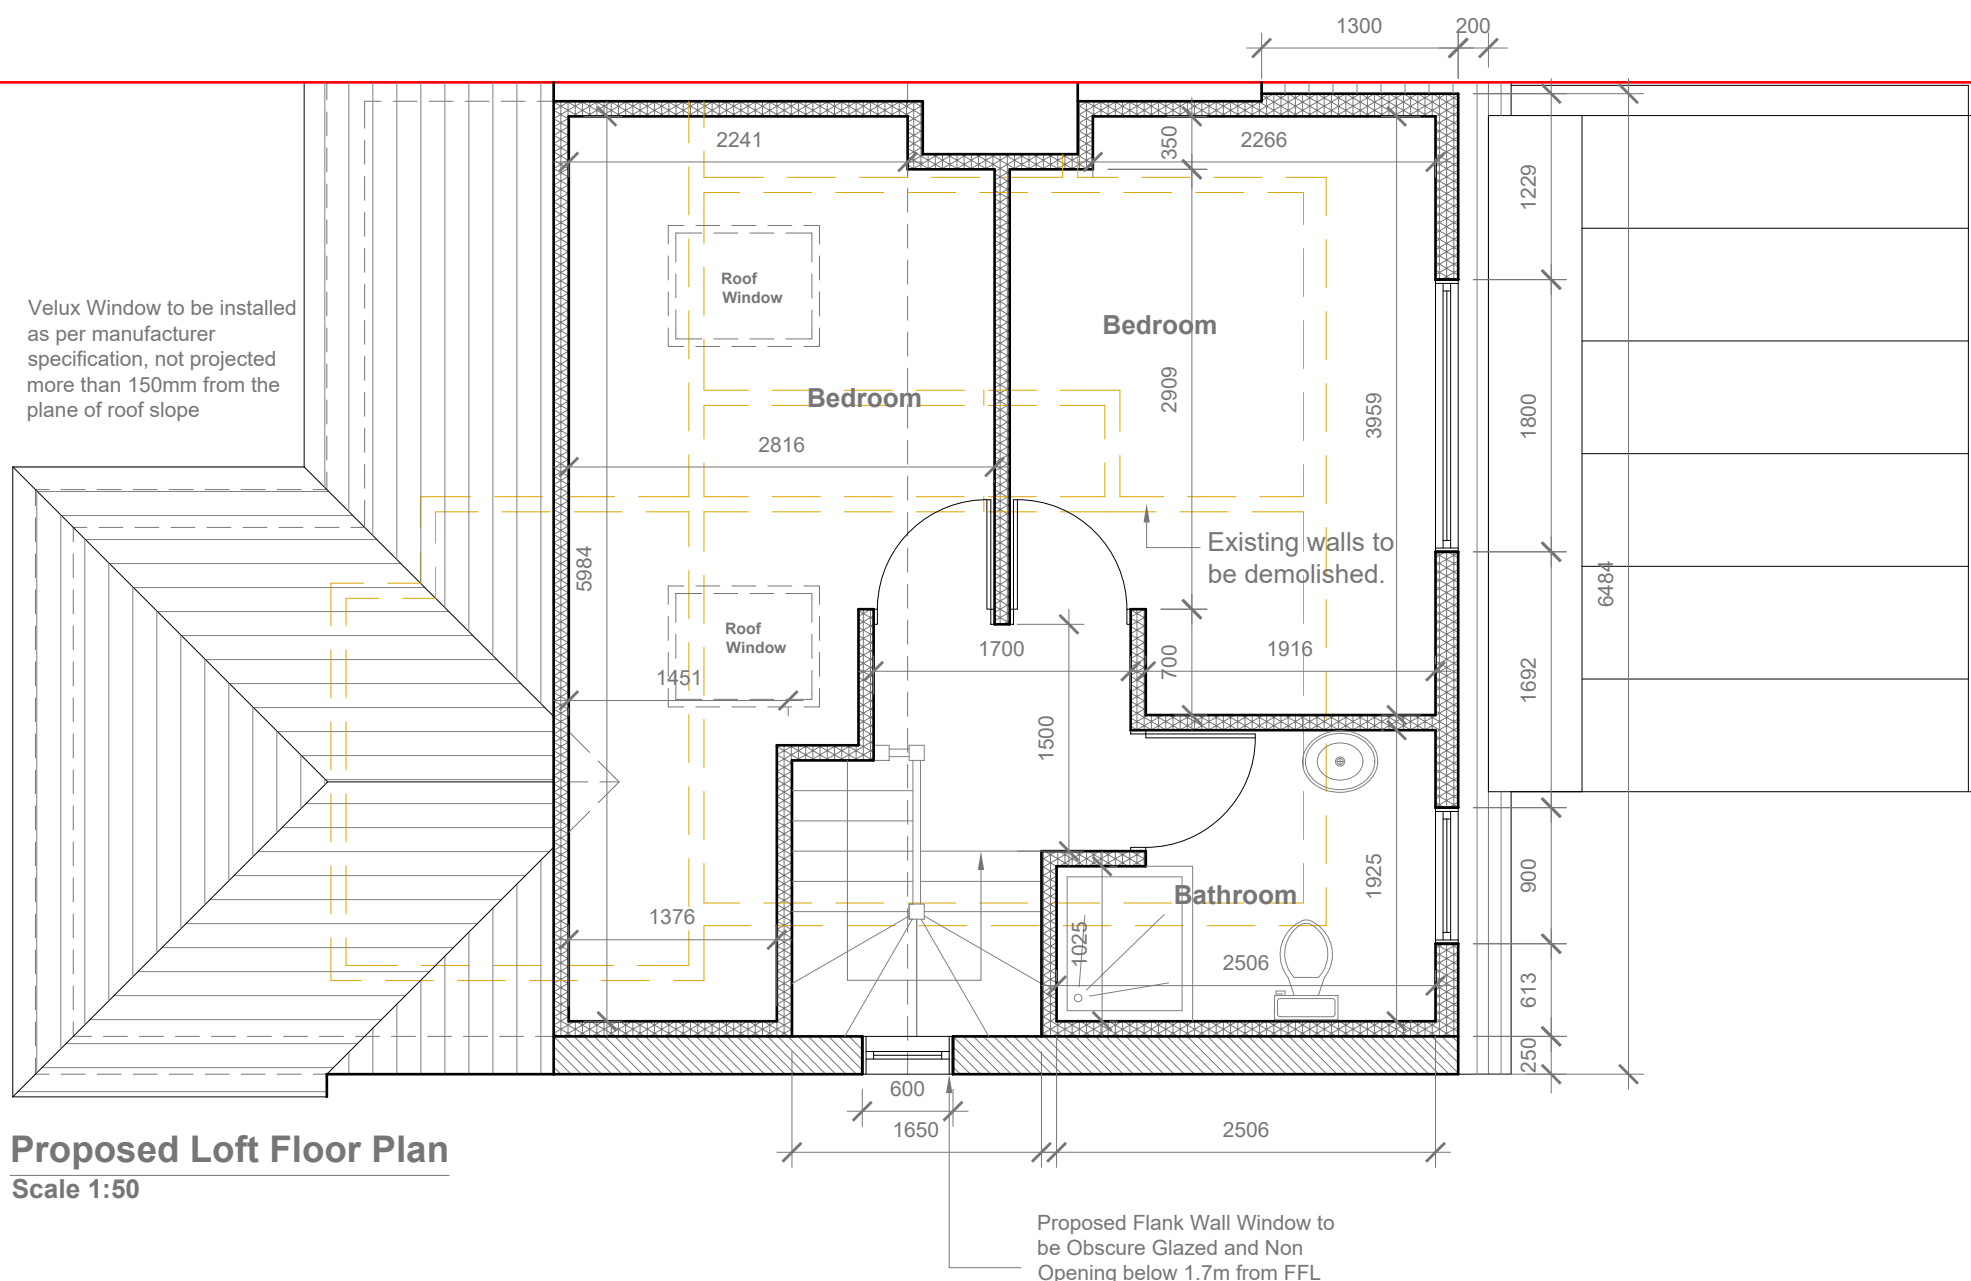 1300
200
2241
350
2266
1229
Roof
Window
Velux Window to be installed
as per manufacturer
specification, not projected
more than 150mm from the
plane of roof slope
Bedroom
Bedroom
2909
3959
1800
2816
5984
Existing walls to
be demolished.
6484
Roof
Window
1451
1700
700
1916
1692
1500
1376
1025
Bathroom
1925
900
2506
613
250
600
1650
2506
Proposed Loft Floor Plan
Scale 1:50
Proposed Flank Wall Window to
be Obscure Glazed and Non
Opening below 1.7m from FFL